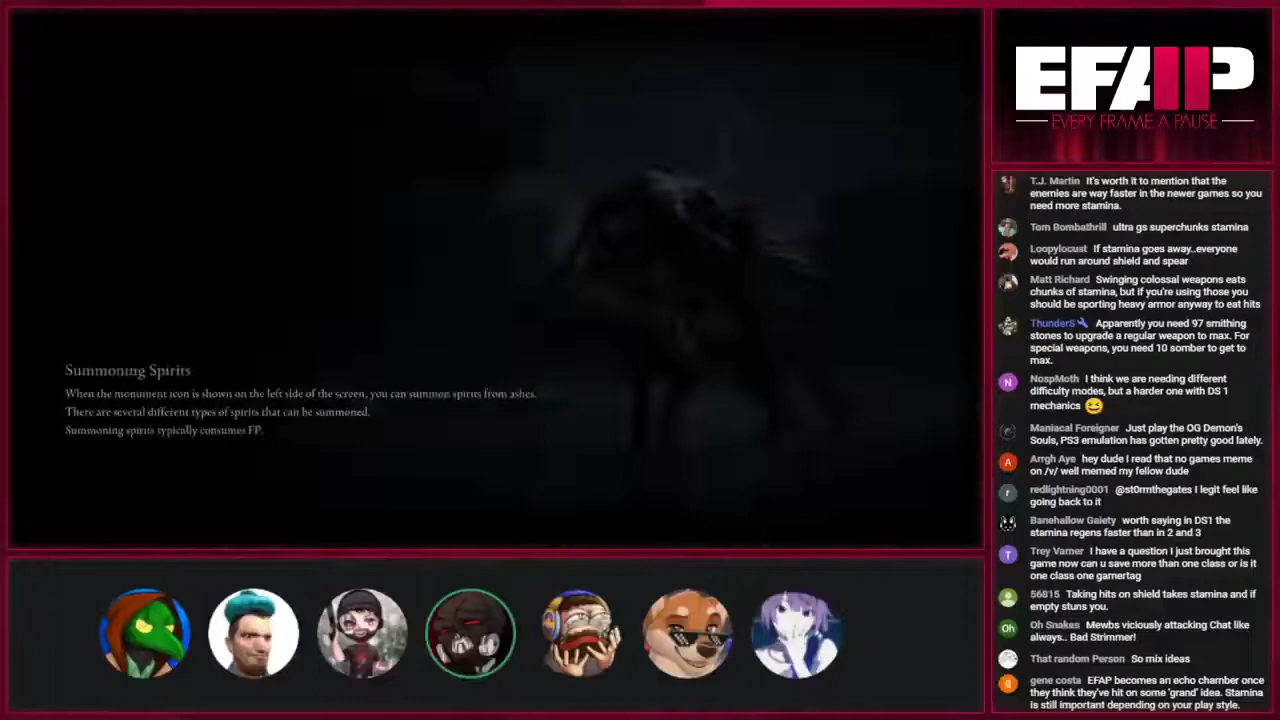 Summoning Spirits
When the monument icon is shown on the left side of the screen, you can summon spirits from ashes.
There are several different types of spirits that can be summoned.
Summoning spirits typically consumes FP.
EFAP
EVERY FRAME A PAUSE
T.J. Martin It's worth it to mention that the
enemies are way faster in the newer games so you
need more stamina.
Tom Bombathrill ultra gs superchunks stamina
Loopylocust If stamina goes away..everyone
would run around shield and spear
Matt Richard Swinging colossal weapons eats
chunks of stamina, but if you're using those you
should be sporting heavy armor anyway to eat hits
ThunderS Apparently you need 97 smithing
stones to upgrade a regular weapon to max. For
special weapons, you need 10 somber to get to
max.
N
NospMoth I think we are needing different
difficulty modes, but a harder one with DS 1
mechanics 😆
Maniacal Foreigner Just play the OG Demon's
Souls, PS3 emulation has gotten pretty good lately.
A
Arrgh Aye hey dude I read that no games meme
on /v/ well memed my fellow dude
r
redlightning0001 @st0rmthegates I legit feel like
going back to it
Banehallow Gaiety worth saying in DS1 the
stamina regens faster than in 2 and 3
T
Trey Varner I have a question I just brought this
game now can u save more than one class or is it
one class one gamertag
56815 Taking hits on shield takes stamina and if
empty stuns you.
Oh
Oh Snakes Mewbs viciously attacking Chat like
always.. Bad Strimmer!
That random Person So mix ideas
g
gene costa EFAP becomes an echo chamber once
they think they've hit on some 'grand' idea. Stamina
is still important depending on your play style.